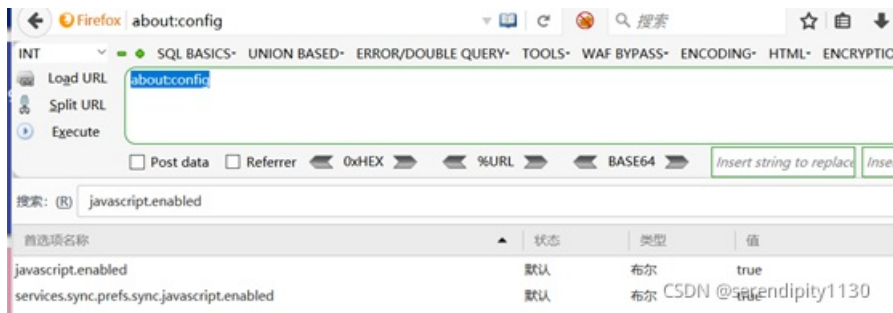 Firefox about:config 搜索
INT SQL BASICS- UNION BASED- ERROR/DOUBLE QUERY- TOOLS- WAF BYPASS- ENCODING- HTML- ENCRYPTIO
Load URL about:config
Split URL
Execute
Post data Referrer 0xHEX %URL BASE64 Insert string to replace Inse
搜索: (R) javascript.enabled
首选项名称 状态 类型 值
javascript.enabled 默认 布尔 true
services.sync.prefs.sync.javascript.enabled 默认 布尔 true
CSDN @serendipity1130